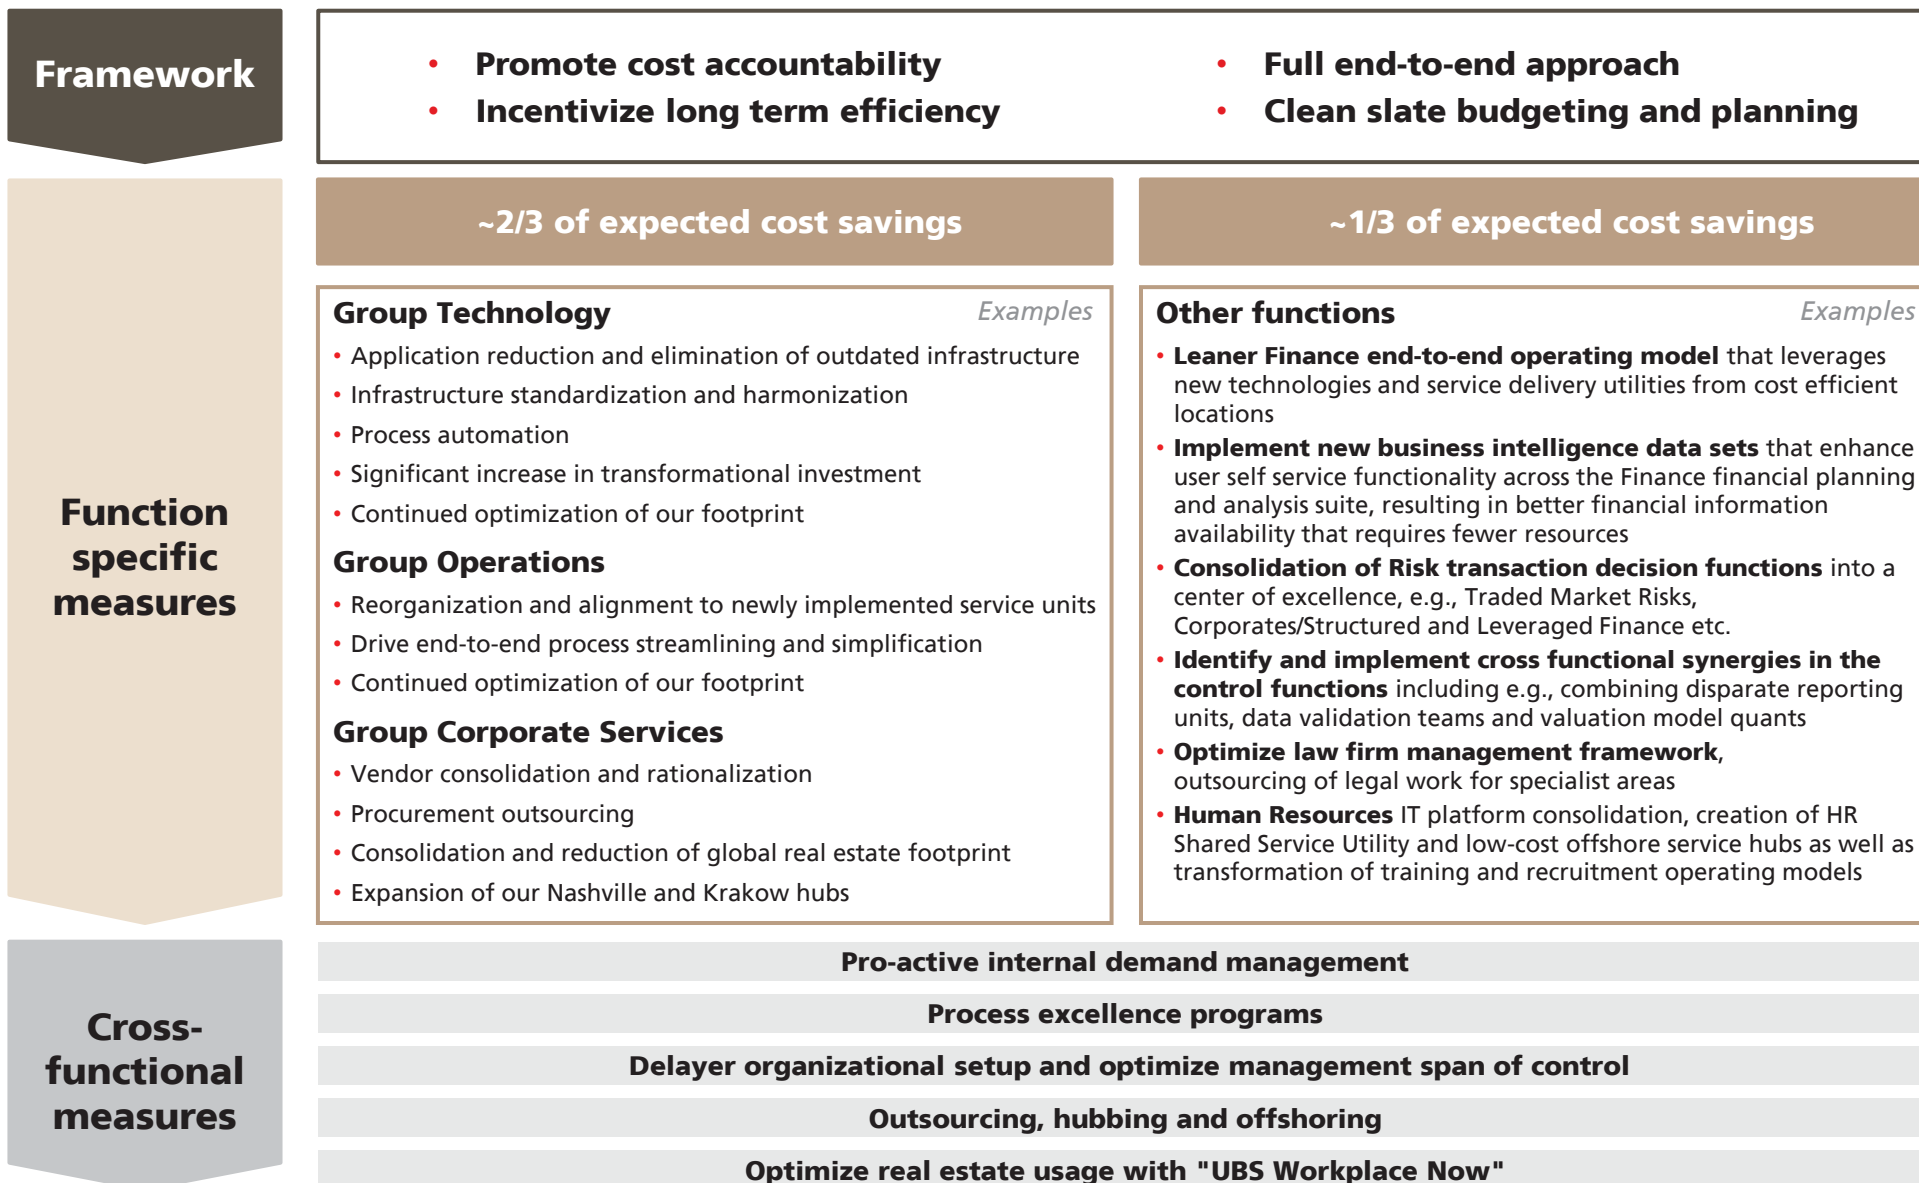 Framework
• Promote cost accountability
• Incentivize long term efficiency
• Full end-to-end approach
• Clean slate budgeting and planning
Function
specific
measures
~2/3 of expected cost savings
Group Technology
Examples
• Application reduction and elimination of outdated infrastructure
• Infrastructure standardization and harmonization
• Process automation
• Significant increase in transformational investment
• Continued optimization of our footprint
Group Operations
• Reorganization and alignment to newly implemented service units
• Drive end-to-end process streamlining and simplification
• Continued optimization of our footprint
Group Corporate Services
• Vendor consolidation and rationalization
• Procurement outsourcing
• Consolidation and reduction of global real estate footprint
• Expansion of our Nashville and Krakow hubs
~1/3 of expected cost savings
Other functions
Examples
• Leaner Finance end-to-end operating model that leverages
new technologies and service delivery utilities from cost efficient
locations
• Implement new business intelligence data sets that enhance
user self service functionality across the Finance financial planning
and analysis suite, resulting in better financial information
availability that requires fewer resources
• Consolidation of Risk transaction decision functions into a
center of excellence, e.g., Traded Market Risks,
Corporates/Structured and Leveraged Finance etc.
• Identify and implement cross functional synergies in the
control functions including e.g., combining disparate reporting
units, data validation teams and valuation model quants
• Optimize law firm management framework,
outsourcing of legal work for specialist areas
• Human Resources IT platform consolidation, creation of HR
Shared Service Utility and low-cost offshore service hubs as well as
transformation of training and recruitment operating models
Cross-
functional
measures
Pro-active internal demand management
Process excellence programs
Delayer organizational setup and optimize management span of control
Outsourcing, hubbing and offshoring
Optimize real estate usage with "UBS Workplace Now"